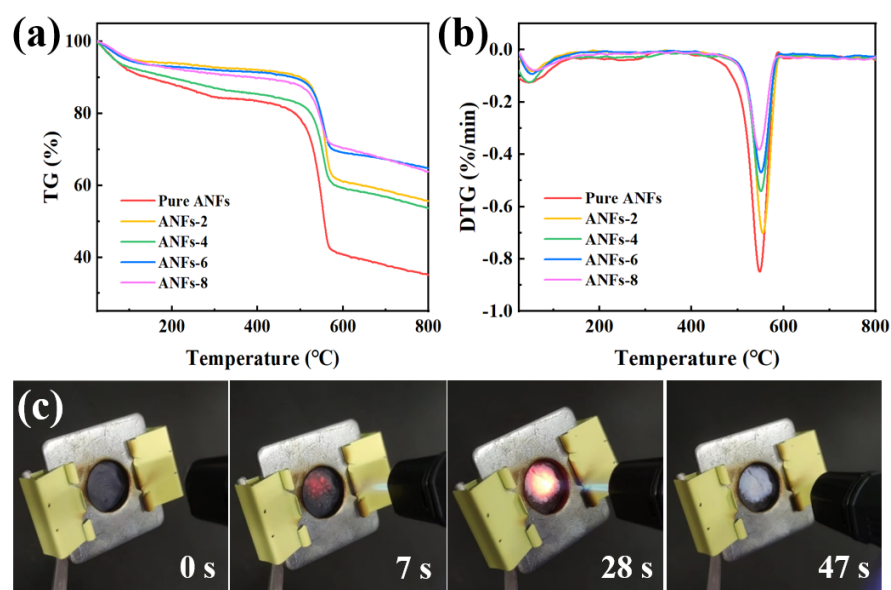 (a)
100
80
60
40
TG (%)
Pure ANFs
ANFs-2
ANFs-4
ANFs-6
ANFs-8
200 400 600 800
Temperature (°C)
(b)
0.0
-0.2
-0.4
-0.6
-0.8
-1.0
DTG (%/min)
Pure ANFs
ANFs-2
ANFs-4
ANFs-6
ANFs-8
200 400 600 800
Temperature (°C)
(c)
0 s
7 s
28 s
47 s